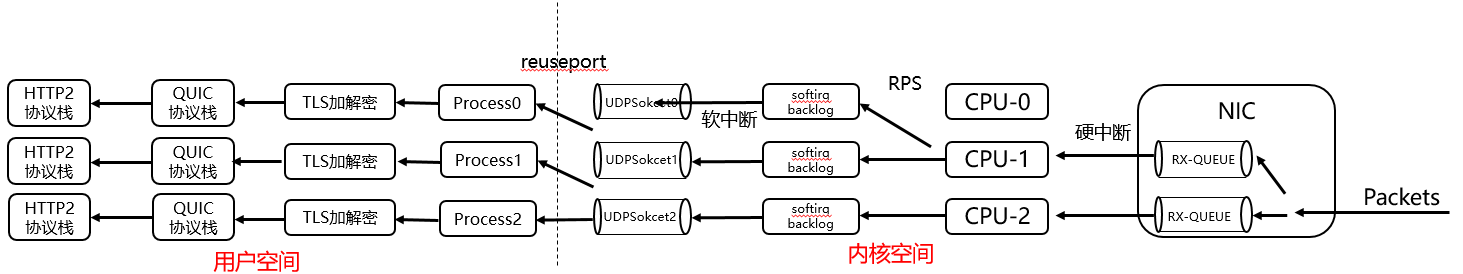 reuseport
HTTP2
协议栈
QUIC
协议栈
TLS加解密
Process0
UDPSokcet0
软中断
softirq
backlog
RPS
CPU-0
硬中断
NIC
HTTP2
协议栈
QUIC
协议栈
TLS加解密
Process1
UDPSokcet1
softirq
backlog
CPU-1
RX-QUEUE
HTTP2
协议栈
QUIC
协议栈
TLS加解密
Process2
UDPSokcet2
softirq
backlog
CPU-2
RX-QUEUE
Packets
用户空间
内核空间